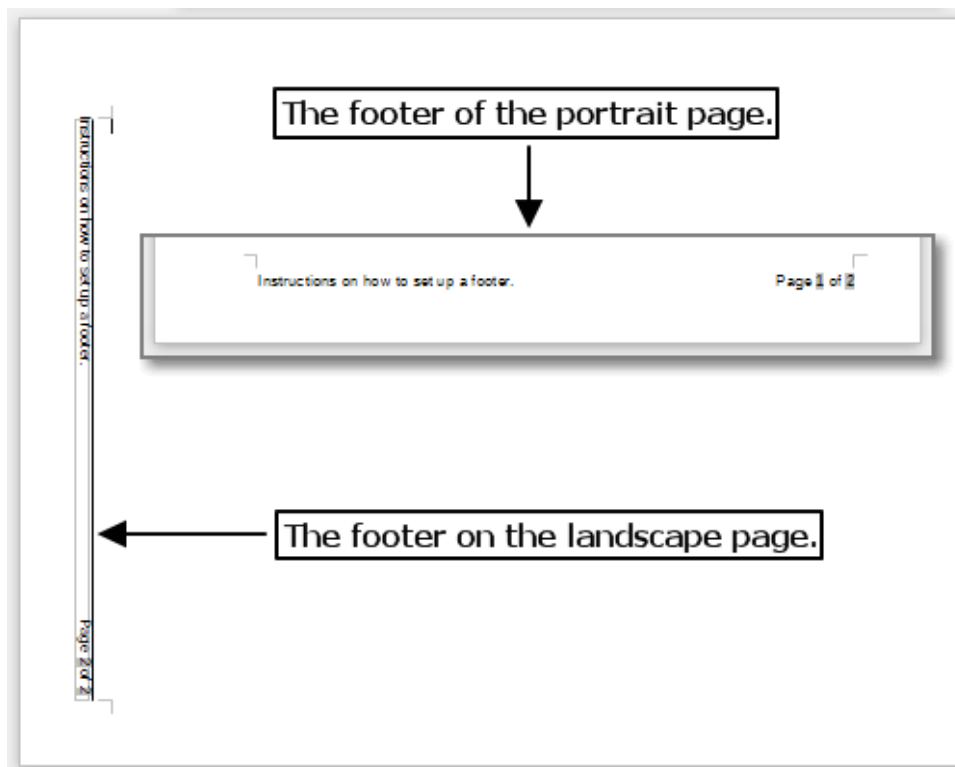 The footer of the portrait page.
Instructions on how to set up a footer.
Page 1 of 2
The footer on the landscape page.
Instructions on how to set up a footer.
Page 2 of 2